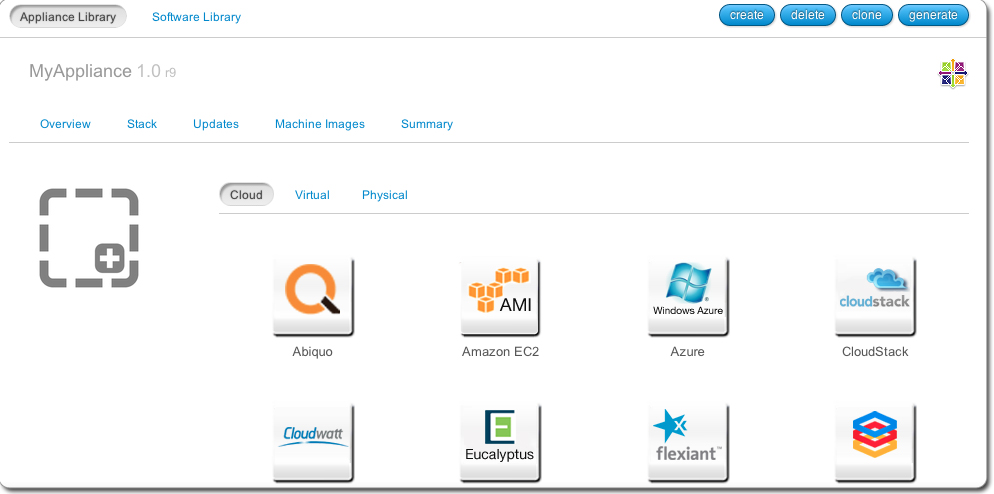 Appliance Library Software Library create delete clone generate
MyAppliance 1.0 r9
Overview Stack Updates Machine Images Summary
Cloud Virtual Physical
AMI
Windows Azure
cloudstack
Abiquo Amazon EC2 Azure CloudStack
Cloudwatt
Eucalyptus
flexiant™